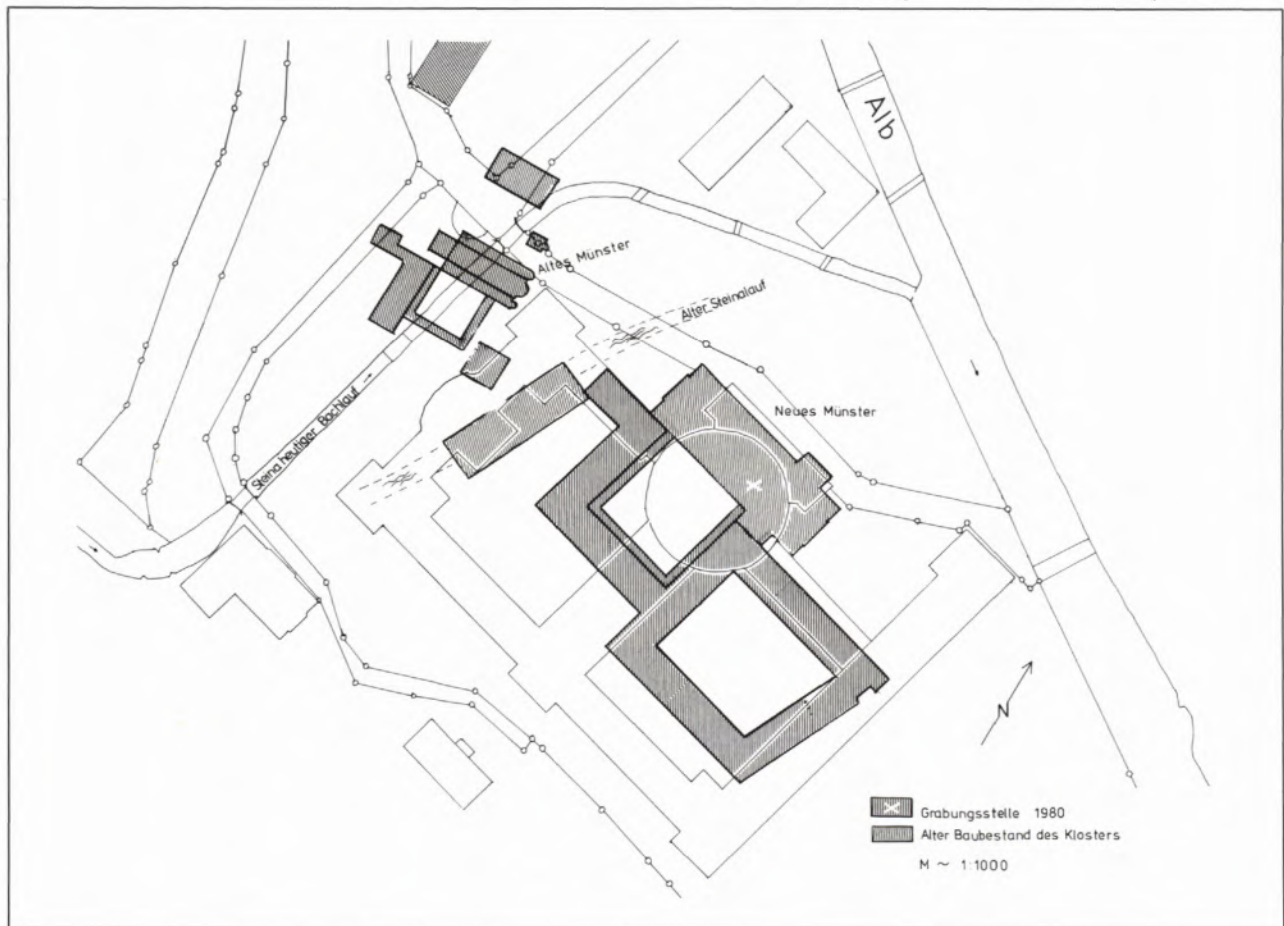 Alb
Altes Münster
Alter Steinalauf
Steina heutiger Bachlauf
Neues Münster
N
Grabungsstelle 1980
Alter Baubestand des Klosters
M ~ 1:1000